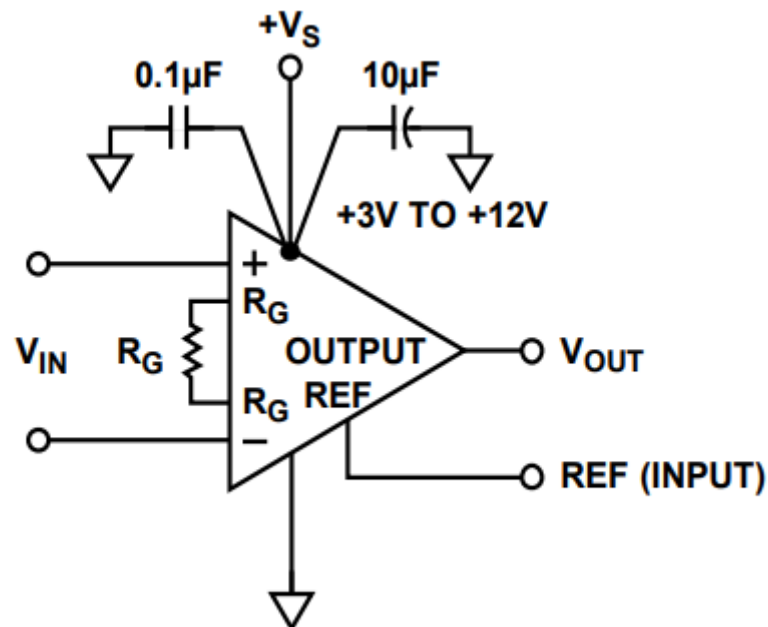 +VS
0.1µF
10µF
+3V TO +12V
+
RG
VIN
RG
OUTPUT
VOUT
REF
RG
–
REF (INPUT)